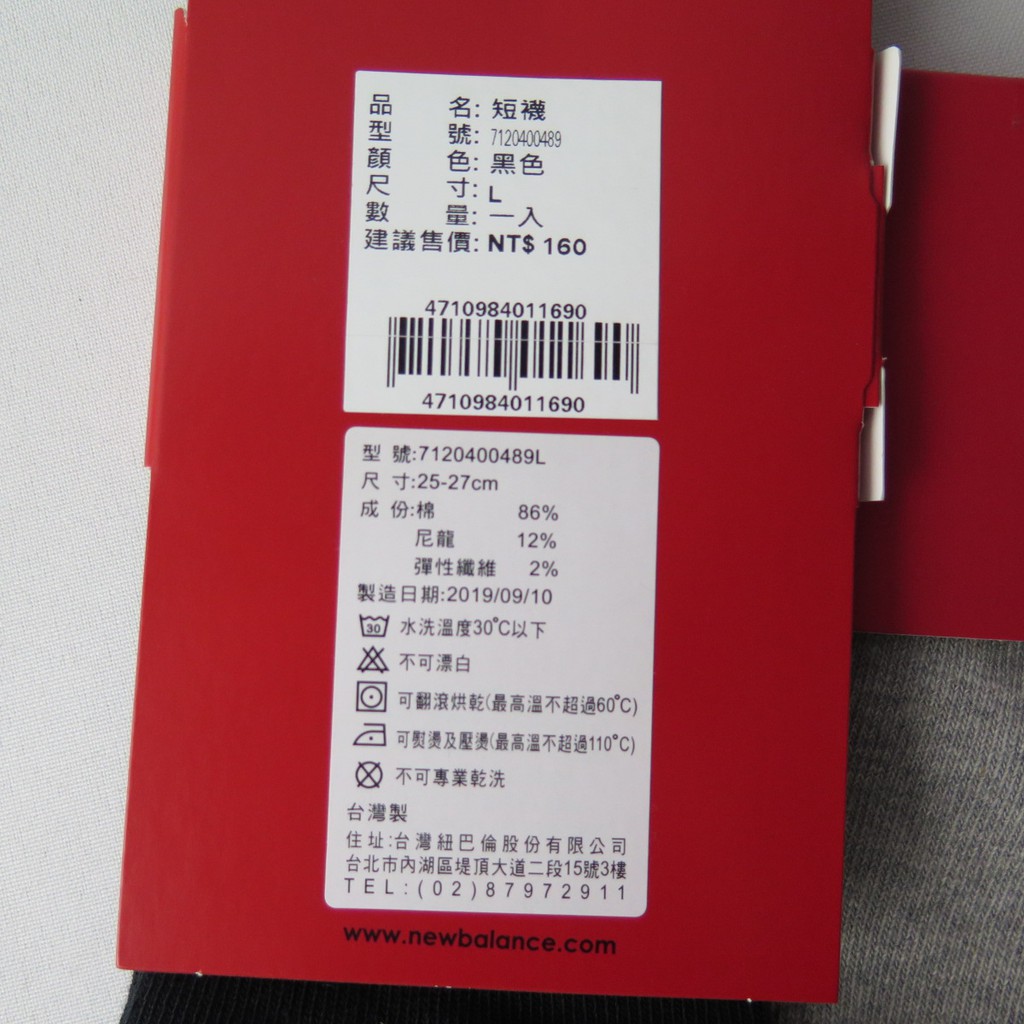 品 名: 短襪
型 號: 7120400489
顏 色: 黑色
尺 寸: L
數 量: 一入
建議售價: NT$ 160
4710984011690
4710984011690
型 號:7120400489L
尺 寸:25-27cm
成 份:棉 86%
尼龍 12%
彈性纖維 2%
製造日期:2019/09/10
30 水洗溫度30°C以下
不可漂白
可翻滾烘乾(最高溫不超過60°C)
可熨燙及壓燙(最高溫不超過110°C)
不可專業乾洗
台灣製
住址:台灣紐巴倫股份有限公司
台北市內湖區堤頂大道二段15號3樓
TEL:(02)87972911
www.newbalance.com